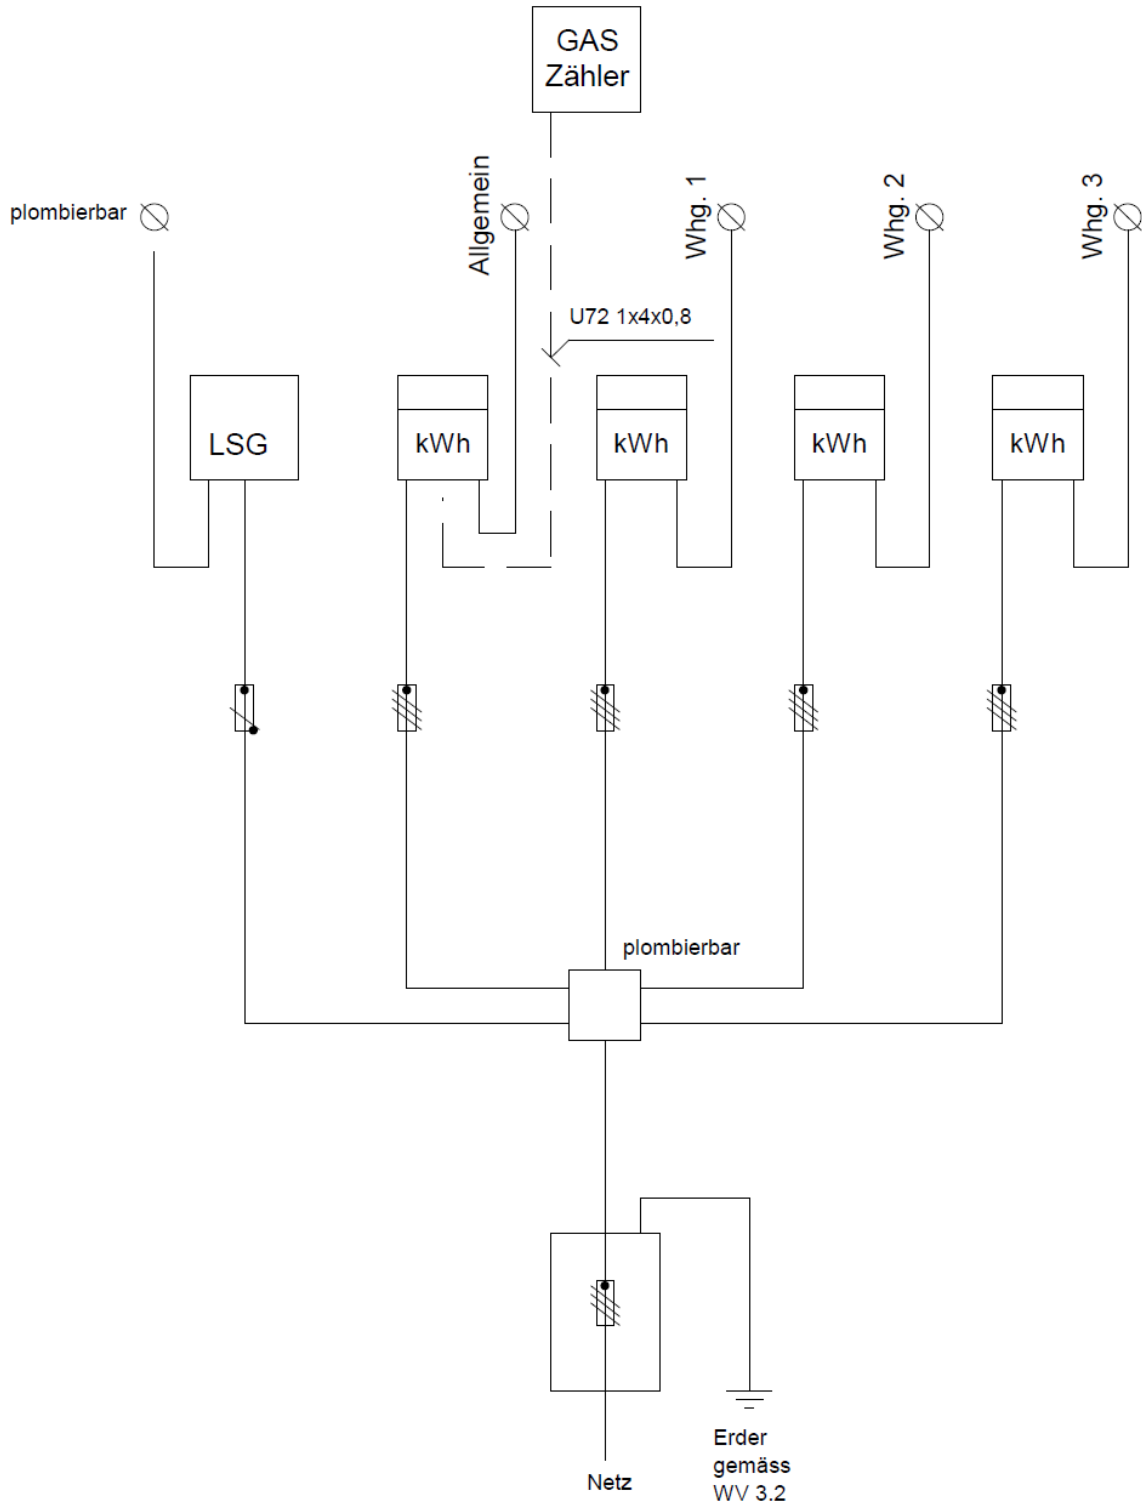 GAS
Zähler
plombierbar
Allgemein
Whg. 1
Whg. 2
Whg. 3
U72 1x4x0,8
LSG
kWh
kWh
kWh
kWh
plombierbar
Erder
gemäss
WV 3.2
Netz